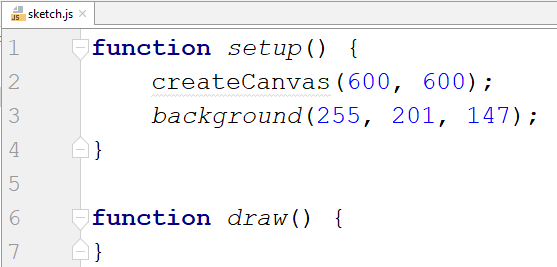 sketch.js
1 function setup() {
2     createCanvas(600, 600);
3     background(255, 201, 147);
4 }
5
6 function draw() {
7 }